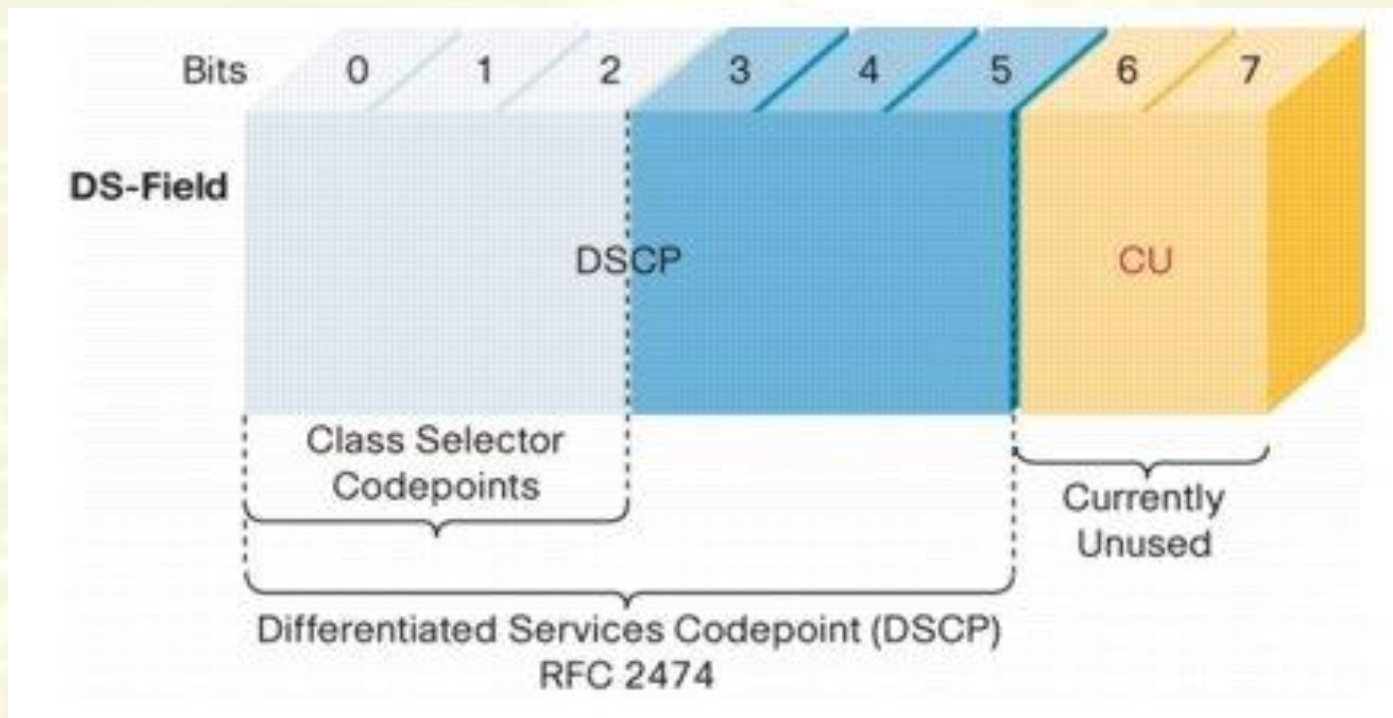 Bits 0 1 2 3 4 5 6 7
DS-Field
DSCP CU
Class Selector
Codepoints
Currently
Unused
Differentiated Services Codepoint (DSCP)
RFC 2474